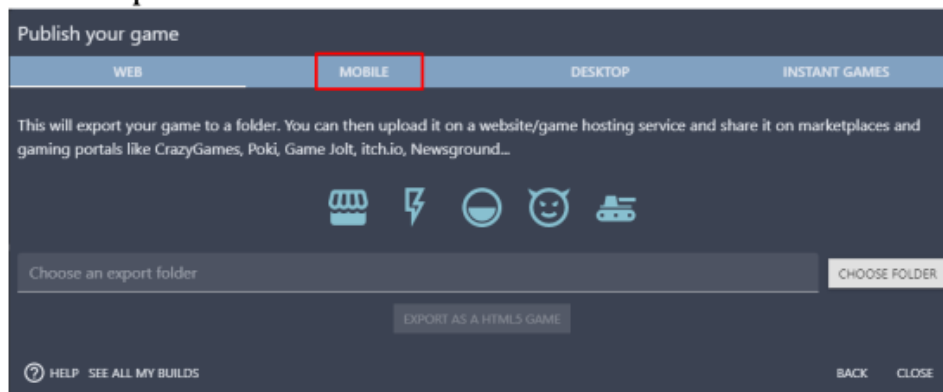 Publish your game
WEB MOBILE DESKTOP INSTANT GAMES
This will export your game to a folder. You can then upload it on a website/game hosting service and share it on marketplaces and
gaming portals like CrazyGames, Poki, Game Jolt, itch.io, Newsground...
Choose an export folder CHOOSE FOLDER
EXPORT AS A HTML5 GAME
? HELP SEE ALL MY BUILDS BACK CLOSE